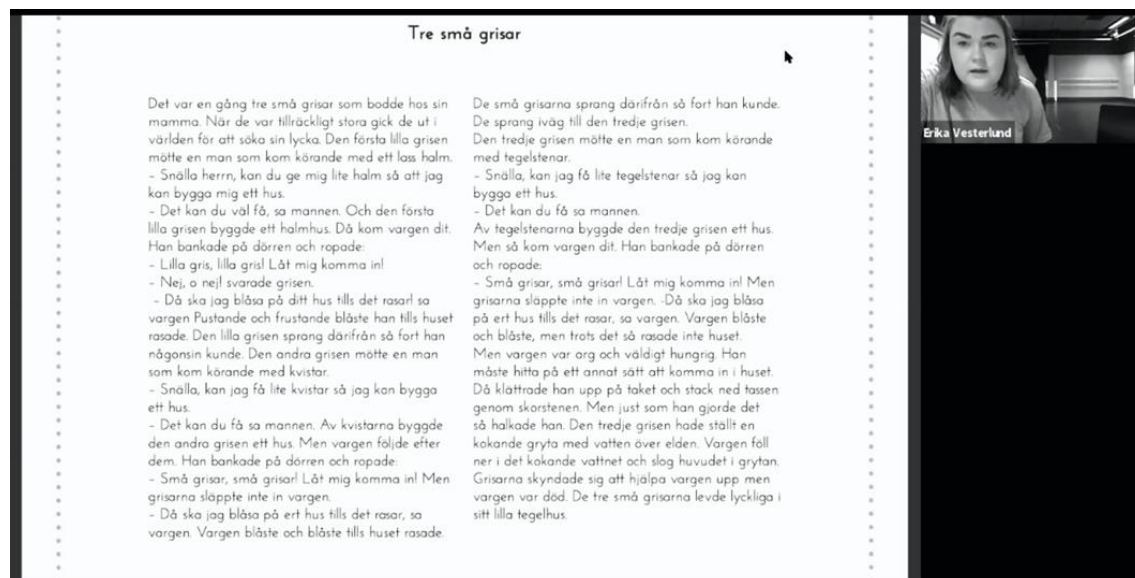 Tre små grisar
Det var en gång tre små grisar som bodde hos sin
mamma. När de var tillräckligt stora gick de ut i
världen för att söka sin lycka. Den första lilla grisen
mötte en man som kom körande med ett lass halm.
- Snälla herrn, kan du ge mig lite halm så att jag
kan bygga mig ett hus.
- Det kan du väl få, sa mannen. Och den första
lilla grisen byggde ett halmhus. Då kom vargen dit.
Han bankade på dörren och ropade:
- Lilla gris, lilla gris! Låt mig komma in!
- Nej, o nej! svarade grisen.
- Då ska jag blåsa på ditt hus tills det rasar! sa
vargen Pustande och frustande blåste han tills huset
rasade. Den lilla grisen sprang därifrån så fort han
någonsin kunde. Den andra grisen mötte en man
som kom körande med kvistar.
- Snälla, kan jag få lite kvistar så jag kan bygga
ett hus.
- Det kan du få sa mannen. Av kvistarna byggde
den andra grisen ett hus. Men vargen följde efter
dem. Han bankade på dörren och ropade:
- Små grisar, små grisar! Låt mig komma in! Men
grisarna släppte inte in vargen.
- Då ska jag blåsa på ert hus tills det rasar, sa
vargen. Vargen blåste och blåste tills huset rasade.
De små grisarna sprang därifrån så fort han kunde.
De sprang iväg till den tredje grisen.
Den tredje grisen mötte en man som kom körande
med tegelstenar.
- Snälla, kan jag få lite tegelstenar så jag kan
bygga ett hus.
- Det kan du få sa mannen.
Av tegelstenarna byggde den tredje grisen ett hus.
Men så kom vargen dit. Han bankade på dörren
och ropade:
- Små grisar, små grisar! Låt mig komma in! Men
grisarna släppte inte in vargen. -Då ska jag blåsa
på ert hus tills det rasar, sa vargen. Vargen blåste
och blåste, men trots det så rasade inte huset.
Men vargen var arg och väldigt hungrig. Han
måste hitta på ett annat sätt att komma in i huset.
Då klättrade han upp på taket och stack ned tassen
genom skorstenen. Men just som han gjorde det
så halkade han. Den tredje grisen hade ställt en
kokande gryta med vatten över elden. Vargen föll
ner i det kokande vattnet och slog huvudet i grytan.
Grisarna skyndade sig att hjälpa vargen upp men
vargen var död. De tre små grisarna levde lyckliga i
sitt lilla tegelhus.
Erika Vesterlund